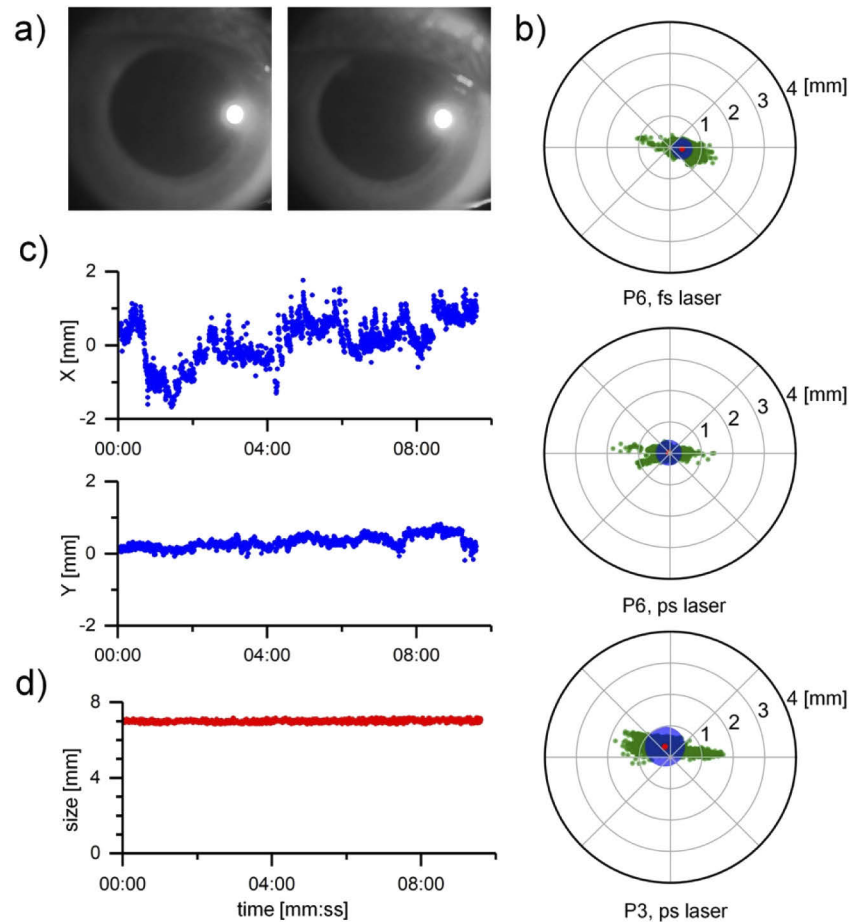 a)
b)
1 2 3 4 [mm]
P6, fs laser
1 2 3 4 [mm]
P6, ps laser
1 2 3 4 [mm]
P3, ps laser
c)
X [mm]
2
0
-2
00:00 04:00 08:00
Y [mm]
2
0
-2
00:00 04:00 08:00
d)
size [mm]
8
4
0
00:00 04:00 08:00
time [mm:ss]